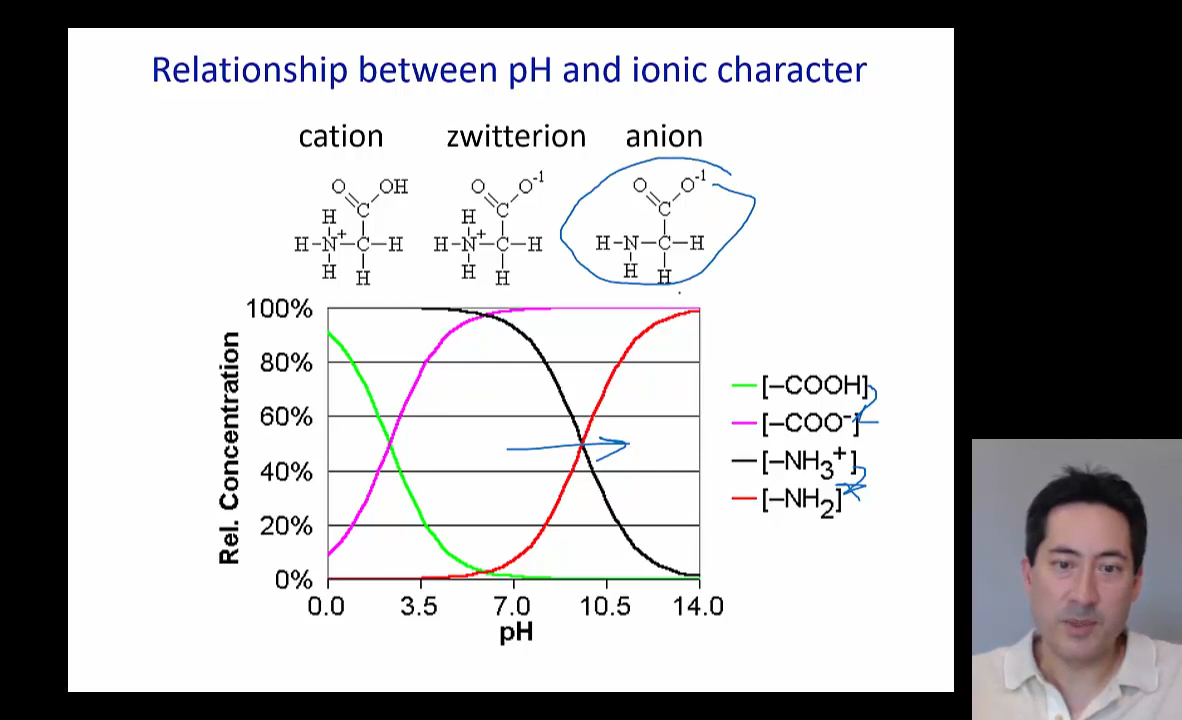 Relationship between pH and ionic character
cation zwitterion anion
O OH O O-1 O O-1
H C H C C
H-N+-C-H H-N+-C-H H-N-C-H
H H H H H H
100%
80%
60%
40%
20%
0%
Rel. Concentration
0.0 3.5 7.0 10.5 14.0
pH
[-COOH]
[-COO-]
[-NH3+]
[-NH2]